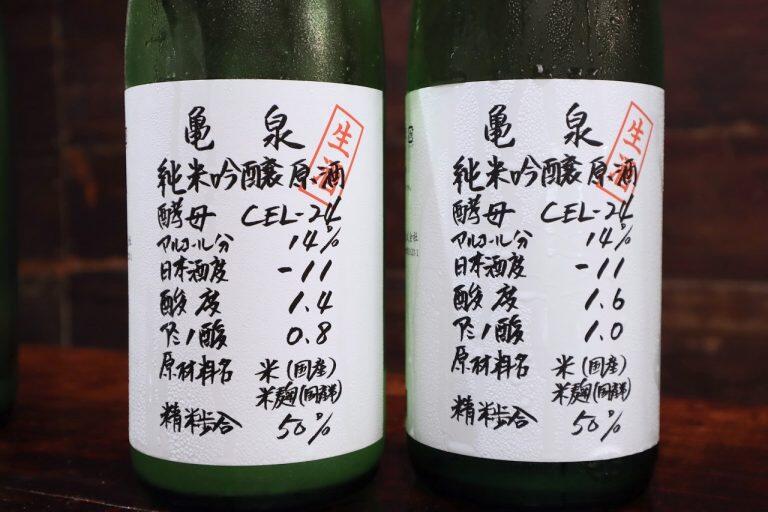 亀泉
生酒
純米吟醸原酒
酵母 CEL-24
アルコール分 14%
日本酒度 -11
酸度 1.4
アミノ酸 0.8
原材料名 米(国産)
米麹(国産米)
精米歩合 50%
亀泉
生酒
純米吟醸原酒
酵母 CEL-24
アルコール分 14%
日本酒度 -11
酸度 1.6
アミノ酸 1.0
原材料名 米(国産)
米麹(国産米)
精米歩合 50%